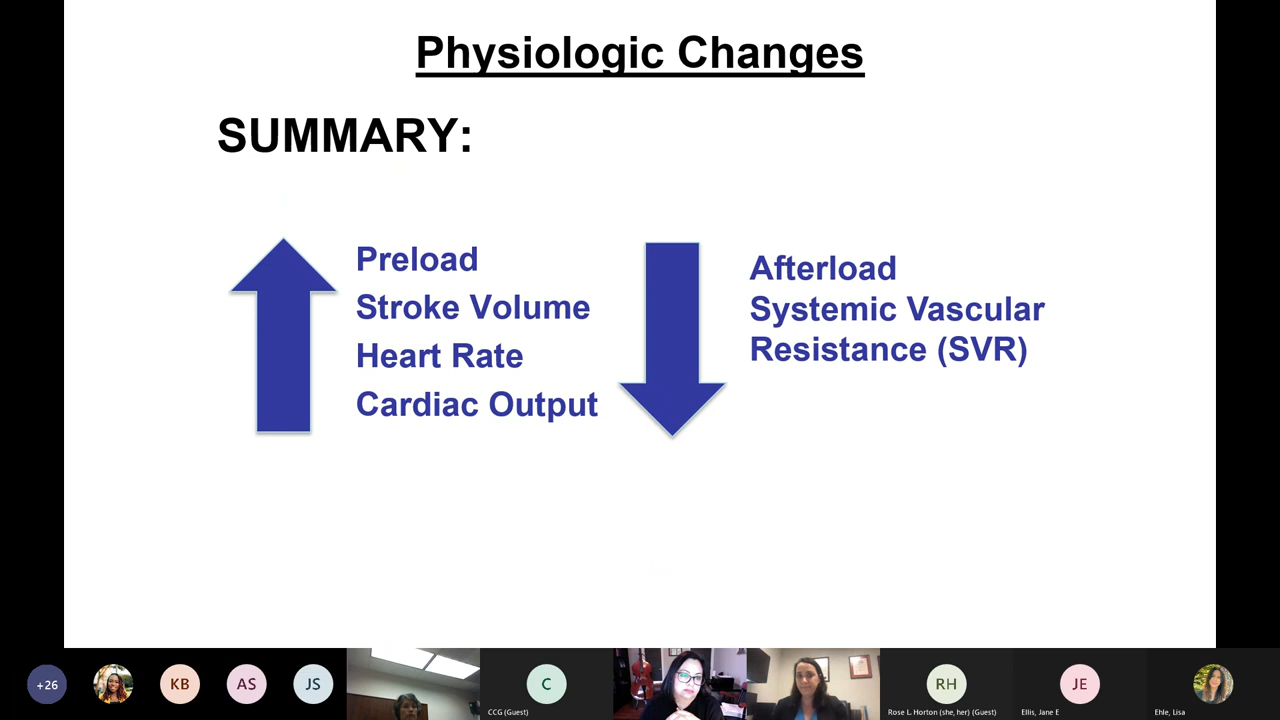 Physiologic Changes
SUMMARY:
Preload
Stroke Volume
Heart Rate
Cardiac Output
Afterload
Systemic Vascular
Resistance (SVR)
+26
KB
AS
JS
C
CCG (Guest)
RH
Rose L. Horton (she, her) (Guest)
JE
Ellis, Jane E
Ehle, Lisa